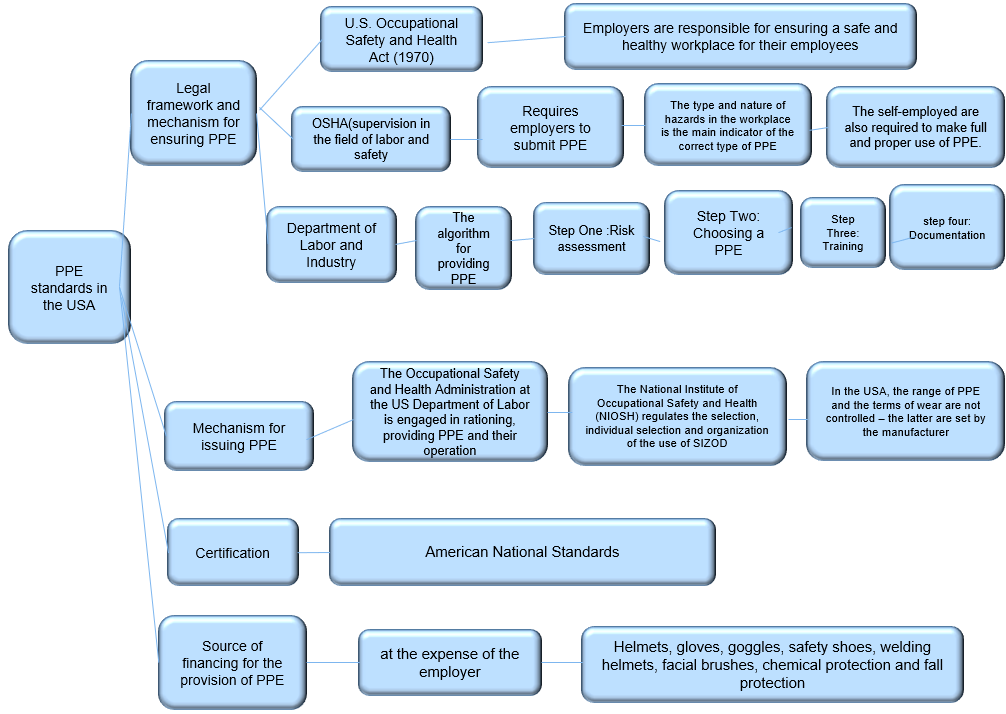 U.S. Occupational
Safety and Health
Act (1970)
Employers are responsible for ensuring a safe and
healthy workplace for their employees
Legal
framework and
mechanism for
ensuring PPE
OSHA(supervision in
the field of labor and
safety
Requires
employers to
submit PPE
The type and nature of
hazards in the workplace
is the main indicator of the
correct type of PPE
The self-employed are
also required to make full
and proper use of PPE.
Department of
Labor and
Industry
The
algorithm
for
providing
PPE
Step One :Risk
assessment
Step Two:
Choosing a
PPE
Step
Three:
Training
step four:
Documentation
PPE
standards in
the USA
Mechanism for
issuing PPE
The Occupational Safety
and Health Administration at
the US Department of Labor
is engaged in rationing,
providing PPE and their
operation
The National Institute of
Occupational Safety and Health
(NIOSH) regulates the selection,
individual selection and organization
of the use of SIZOD
In the USA, the range of PPE
and the terms of wear are not
controlled – the latter are set by
the manufacturer
Certification
American National Standards
Source of
financing for the
provision of PPE
at the expense of the
employer
Helmets, gloves, goggles, safety shoes, welding
helmets, facial brushes, chemical protection and fall
protection